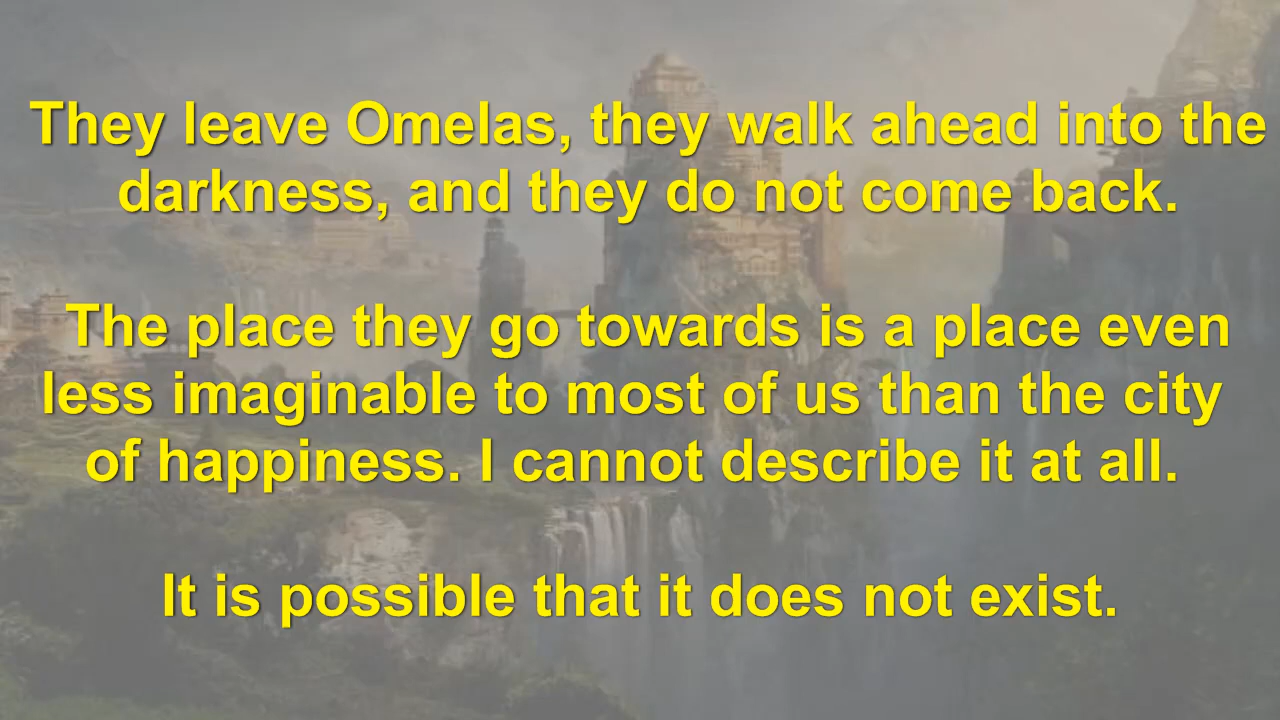 They leave Omelas, they walk ahead into the
darkness, and they do not come back.
The place they go towards is a place even
less imaginable to most of us than the city
of happiness. I cannot describe it at all.
It is possible that it does not exist.